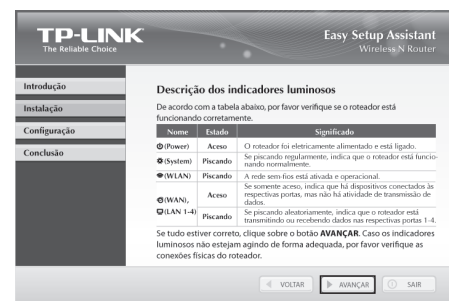 TP-LINK
The Reliable Choice
Easy Setup Assistant
Wireless N Router
Introdução
Instalação
Configuração
Conclusão
Descrição dos indicadores luminosos
De acordo com a tabela abaixo, por favor verifique se o roteador está
funcionando corretamente.
Nome Estado Significado
(Power) Aceso O roteador foi eletricamente alimentado e está ligado.
(System) Piscando Se piscando regularmente, indica que o roteador está funcio-
nando normalmente.
(WLAN) Piscando A rede sem fios está ativada e operacional.
(WAN),
(LAN 1-4)
Aceso Se somente aceso, indica que há dispositivos conectados às
respectivas portas, mas não há atividade de transmissão de
dados.
Piscando Se piscando aleatoriamente, indica que o roteador está
transmitindo ou recebendo dados nas respectivas portas 1-4.
Se tudo estiver correto, clique sobre o botão AVANÇAR. Caso os indicadores
luminosos não estejam agindo de forma adequada, por favor verifique as
conexões físicas do roteador.
VOLTAR
AVANÇAR
SAIR